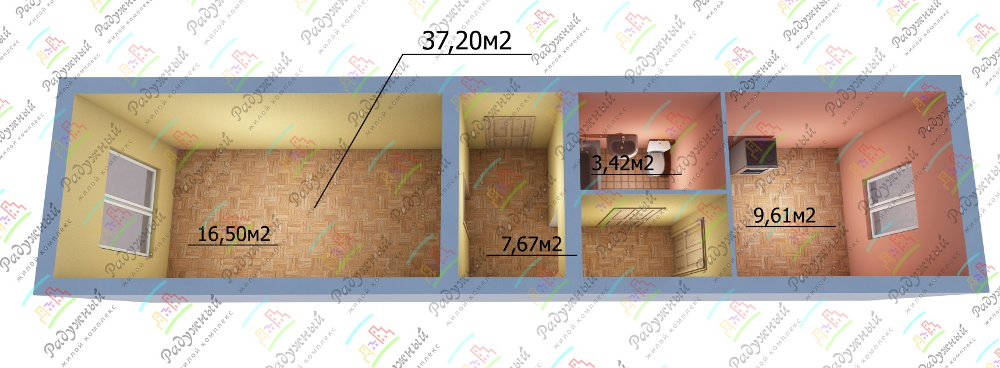 37,20м2
3,42м2
9,61м2
16,50м2
7,67м2
Радужный
жилой комплекс